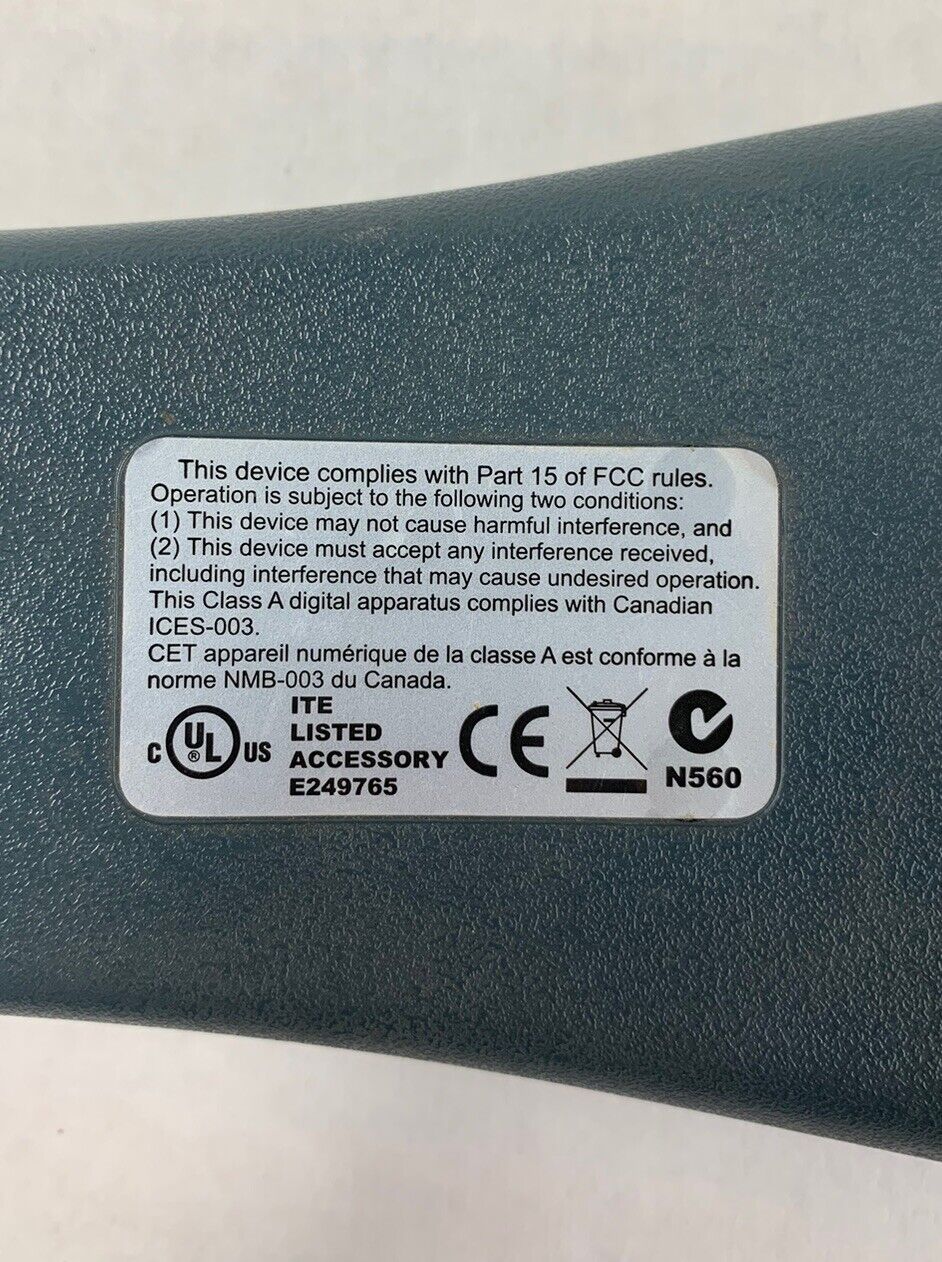 This device complies with Part 15 of FCC rules.
Operation is subject to the following two conditions:
(1) This device may not cause harmful interference, and
(2) This device must accept any interference received,
including interference that may cause undesired operation.
This Class A digital apparatus complies with Canadian
ICES-003.
CET appareil numérique de la classe A est conforme à la
norme NMB-003 du Canada.
C UL ® US
ITE
LISTED
ACCESSORY
E249765
CE
N560